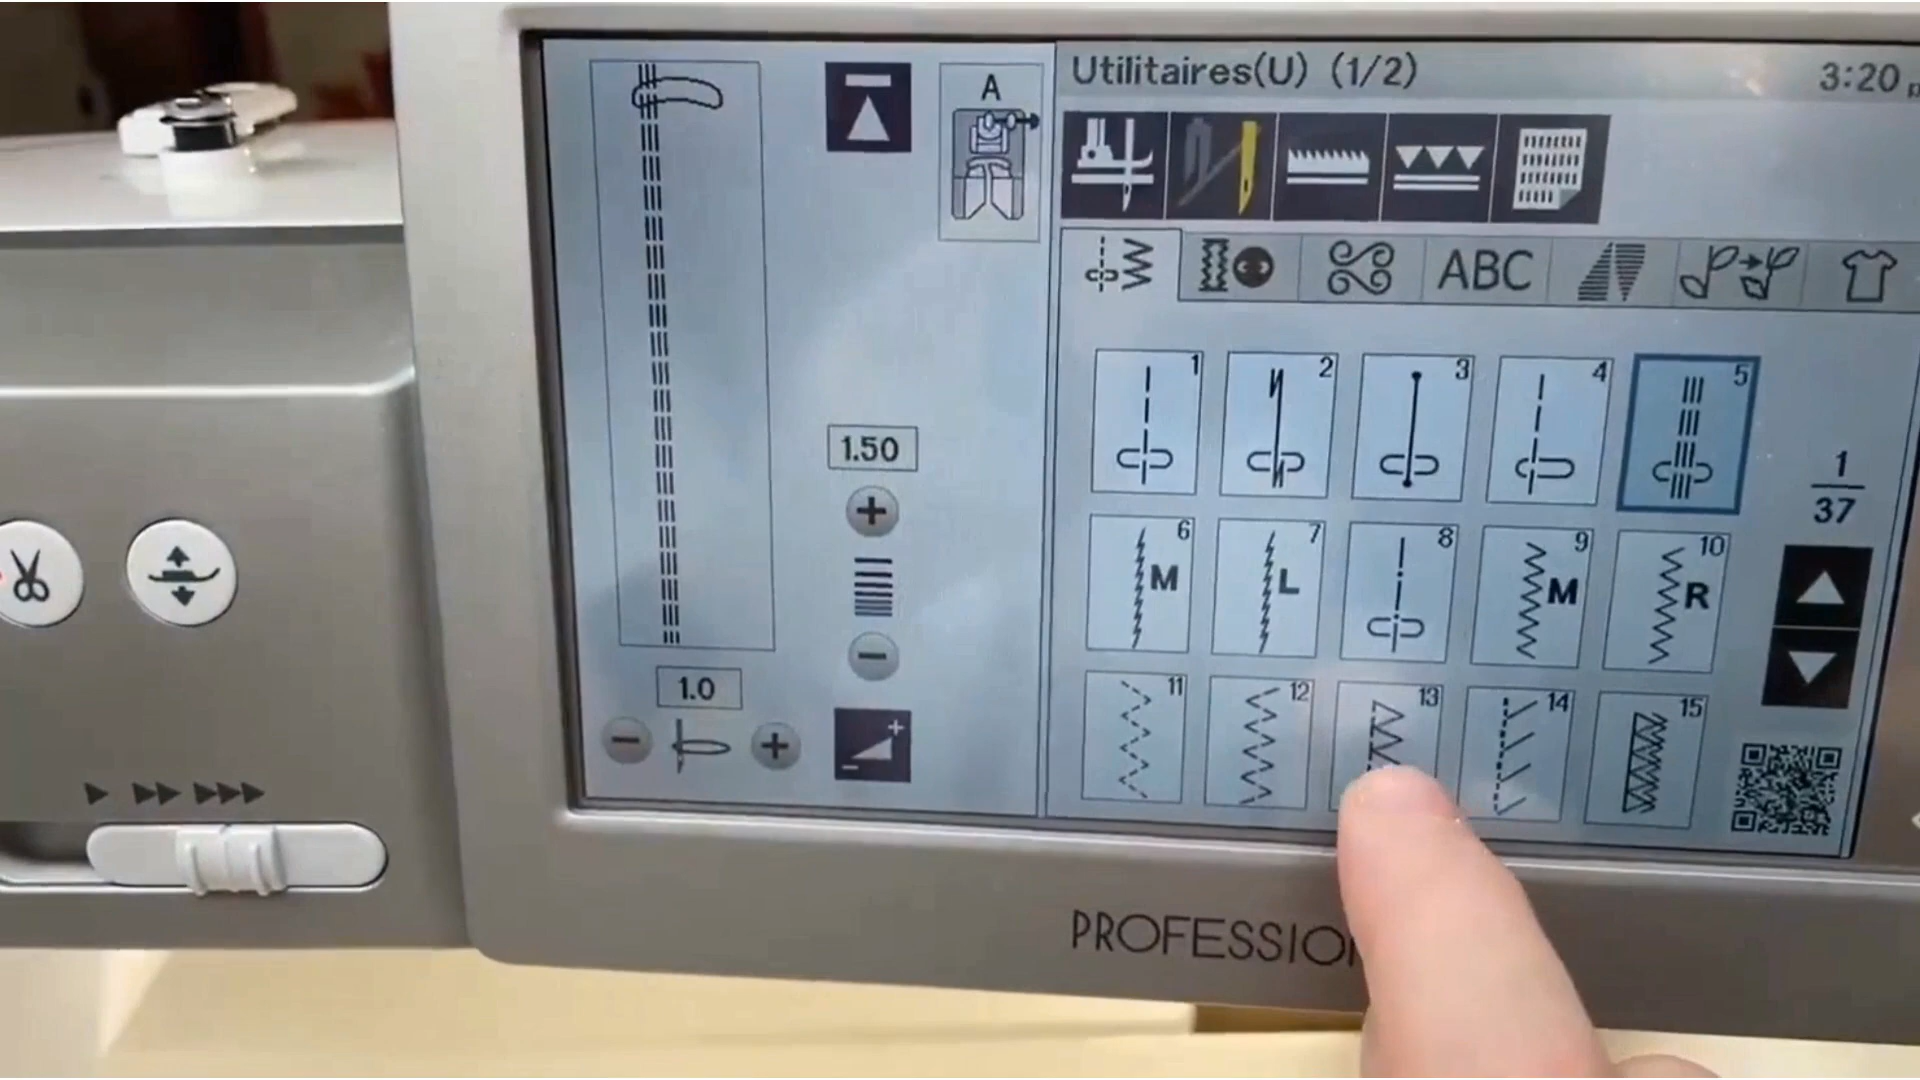 Utilitaires(U) (1/2)
3:20 p
A
ABC
1 2 3 4 5
1.50
1
37
6 M 7 L 8 9 M 10 R
1.0
11 12 13 14 15
PROFESSIO